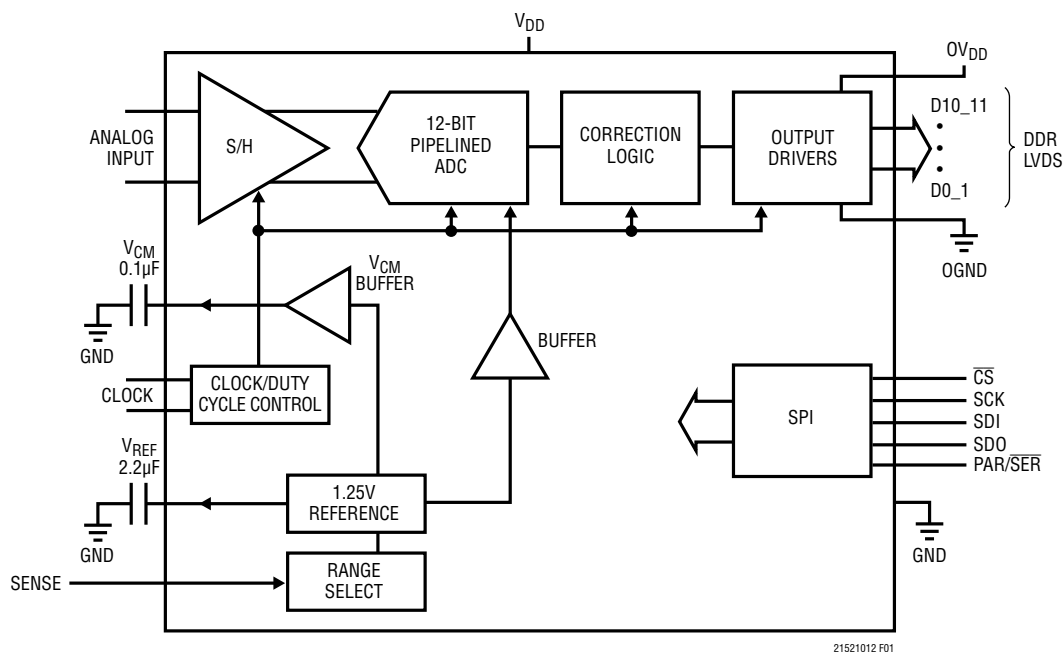 VDD
OVDD
ANALOG
INPUT
S/H
12-BIT
PIPELINED
ADC
CORRECTION
LOGIC
OUTPUT
DRIVERS
D10_11
•
•
•
D0_1
DDR
LVDS
OGND
VCM
0.1µF
GND
VCM
BUFFER
BUFFER
CLOCK
CLOCK/DUTY
CYCLE CONTROL
SPI
C̅S̅
SCK
SDI
SDO
PAR/S̅E̅R̅
VREF
2.2µF
GND
1.25V
REFERENCE
GND
SENSE
RANGE
SELECT
21521012 F01